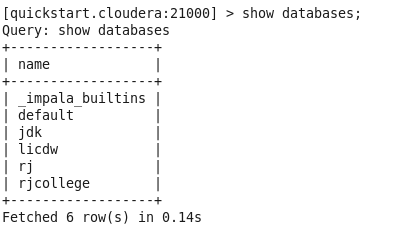 [quickstart.cloudera:21000] > show databases;
Query: show databases
+------------------+
| name             |
+------------------+
| _impala_builtins |
| default          |
| jdk              |
| licdw            |
| rj               |
| rjcollege        |
+------------------+
Fetched 6 row(s) in 0.14s